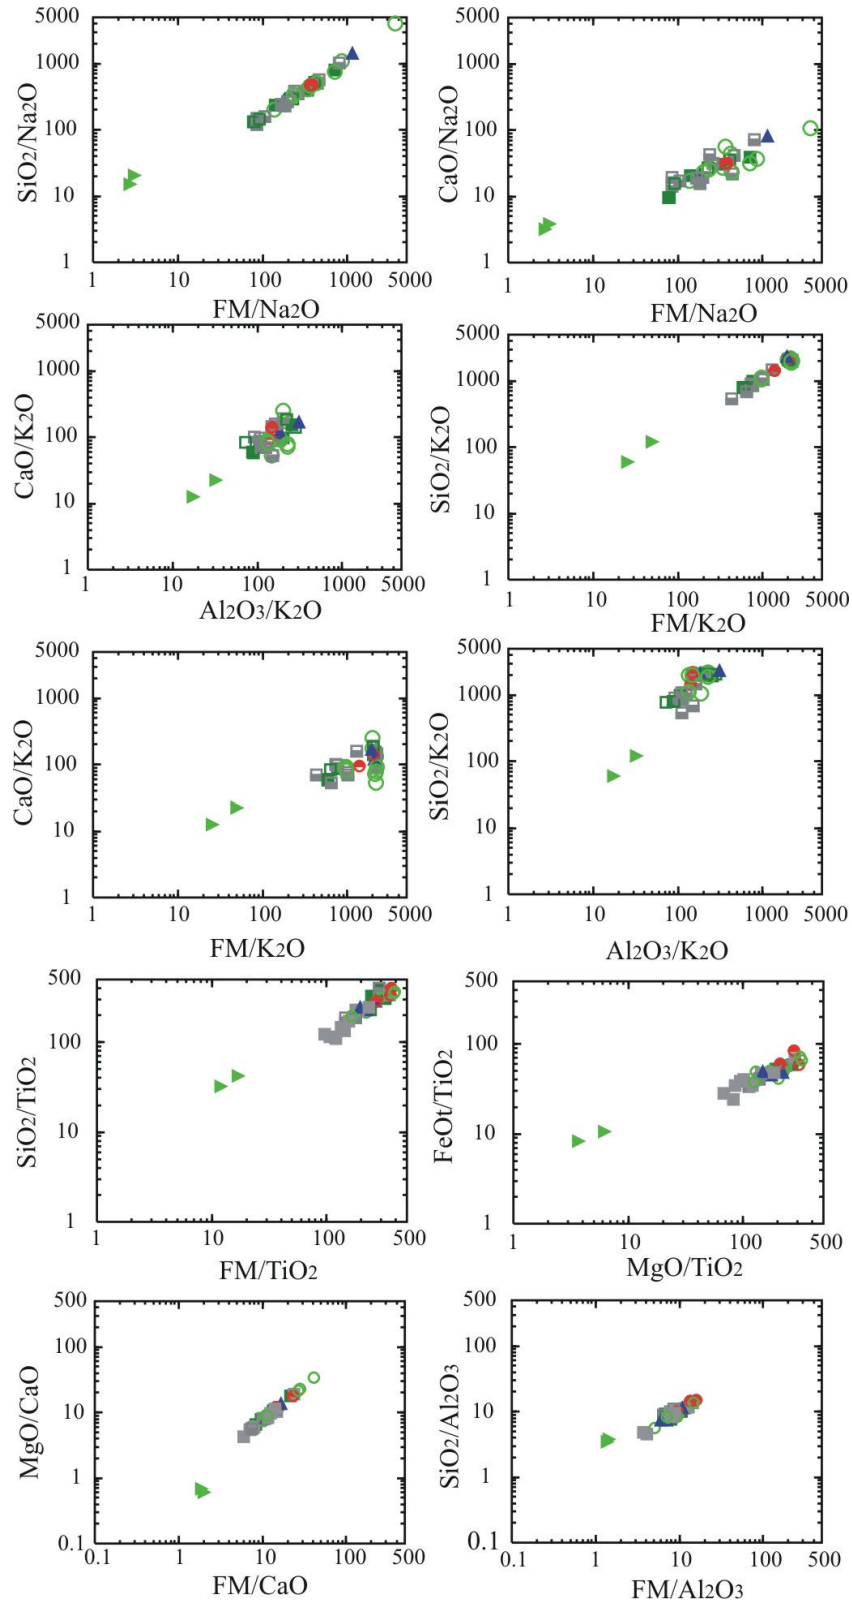 5000
1000
100
10
1
SiO2/Na2O
1 10 100 1000 5000
FM/Na2O
5000
1000
100
10
1
CaO/Na2O
1 10 100 1000 5000
FM/Na2O
5000
1000
100
10
1
CaO/K2O
1 10 100 1000 5000
Al2O3/K2O
5000
1000
100
10
1
SiO2/K2O
1 10 100 1000 5000
FM/K2O
5000
1000
100
10
1
CaO/K2O
1 10 100 1000 5000
FM/K2O
5000
1000
100
10
1
SiO2/K2O
1 10 100 1000 5000
Al2O3/K2O
500
100
10
1
SiO2/TiO2
1 10 100 500
FM/TiO2
500
100
10
1
FeOt/TiO2
1 10 100 500
MgO/TiO2
500
100
10
1
0.1
MgO/CaO
0.1 1 10 100 500
FM/CaO
500
100
10
1
0.1
SiO2/Al2O3
0.1 1 10 100 500
FM/Al2O3